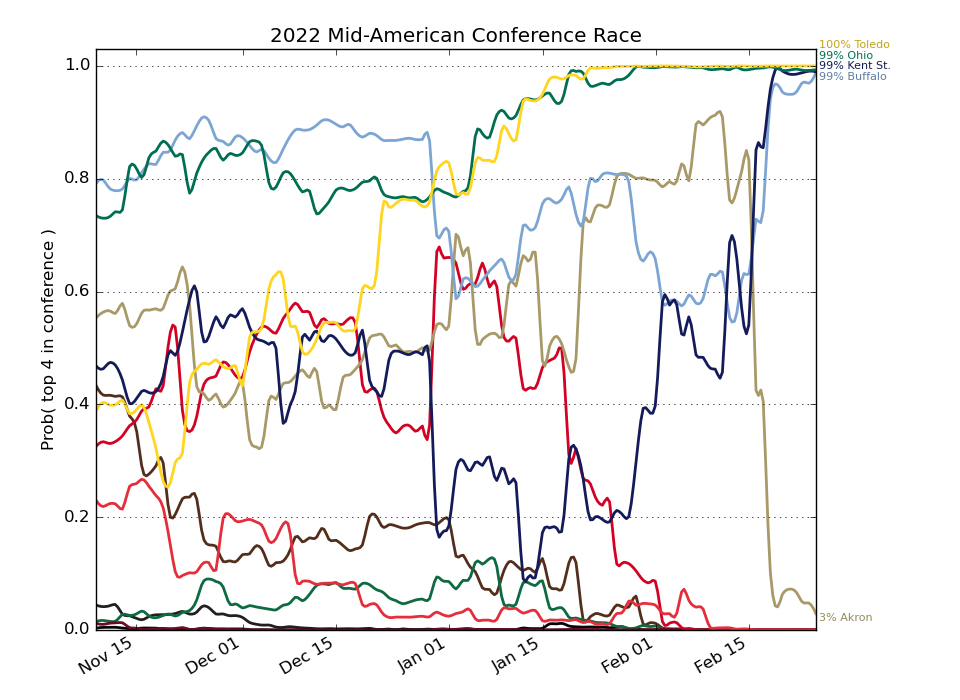 2022 Mid-American Conference Race
100% Toledo
99% Ohio
99% Kent St.
99% Buffalo
1.0
0.8
0.6
0.4
0.2
0.0
Prob( top 4 in conference )
3% Akron
Nov 15
Dec 01
Dec 15
Jan 01
Jan 15
Feb 01
Feb 15